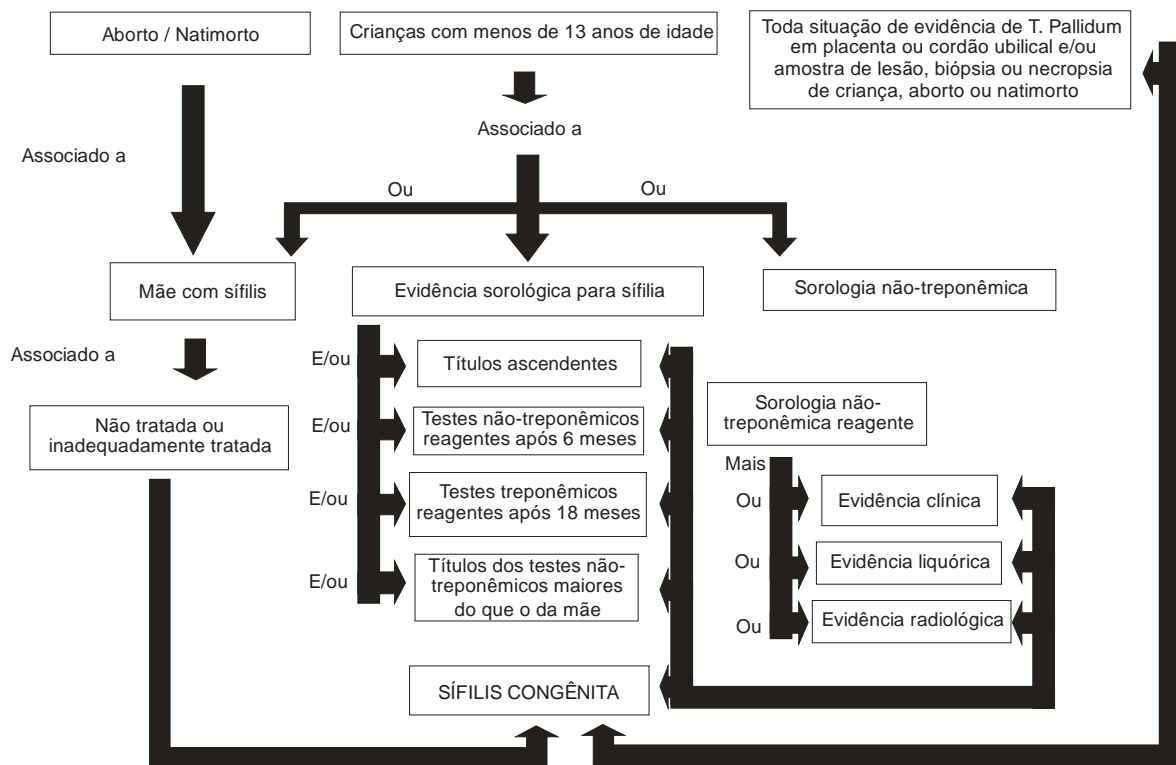 Aborto / Natimorto
Crianças com menos de 13 anos de idade
Toda situação de evidência de T. Pallidum
em placenta ou cordão ubilical e/ou
amostra de lesão, biópsia ou necropsia
de criança, aborto ou natimorto
Associado a
Associado a
Ou
Ou
Mãe com sífilis
Evidência sorológica para sífilia
Sorologia não-treponêmica
Associado a
Não tratada ou
inadequadamente tratada
E/ou
Títulos ascendentes
E/ou
Testes não-treponêmicos
reagentes após 6 meses
E/ou
Testes treponêmicos
reagentes após 18 meses
E/ou
Títulos dos testes não-
treponêmicos maiores
do que o da mãe
Sorologia não-
treponêmica reagente
Mais
Ou
Evidência clínica
Ou
Evidência liquórica
Ou
Evidência radiológica
SÍFILIS CONGÊNITA